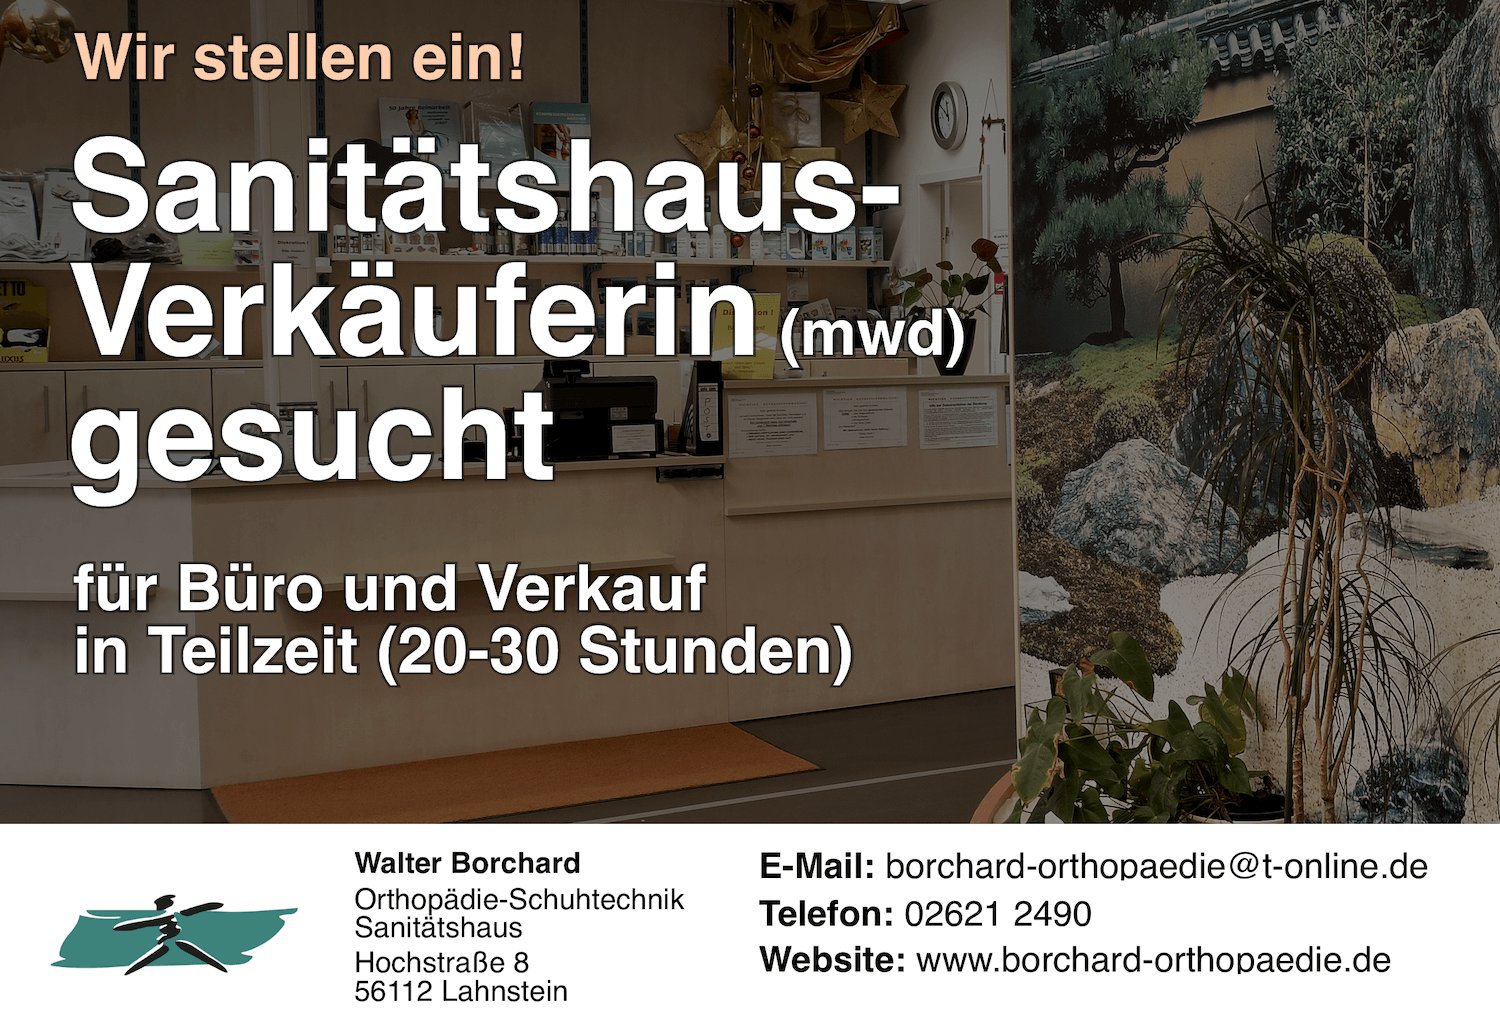 Wir stellen ein!
Sanitätshaus-
Verkäuferin (mwd)
gesucht
für Büro und Verkauf
in Teilzeit (20-30 Stunden)
POST
Walter Borchard
Orthopädie-Schuhtechnik
Sanitätshaus
Hochstraße 8
56112 Lahnstein
E-Mail: borchard-orthopaedie@t-online.de
Telefon: 02621 2490
Website: www.borchard-orthopaedie.de